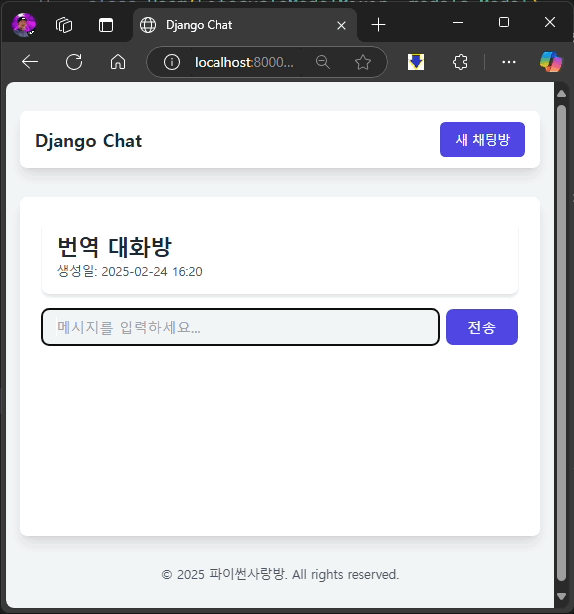 Django Chat
localhost:8000...
Django Chat
새 채팅방
번역 대화방
생성일: 2025-02-24 16:20
메시지를 입력하세요...
전송
© 2025 파이썬사랑방. All rights reserved.